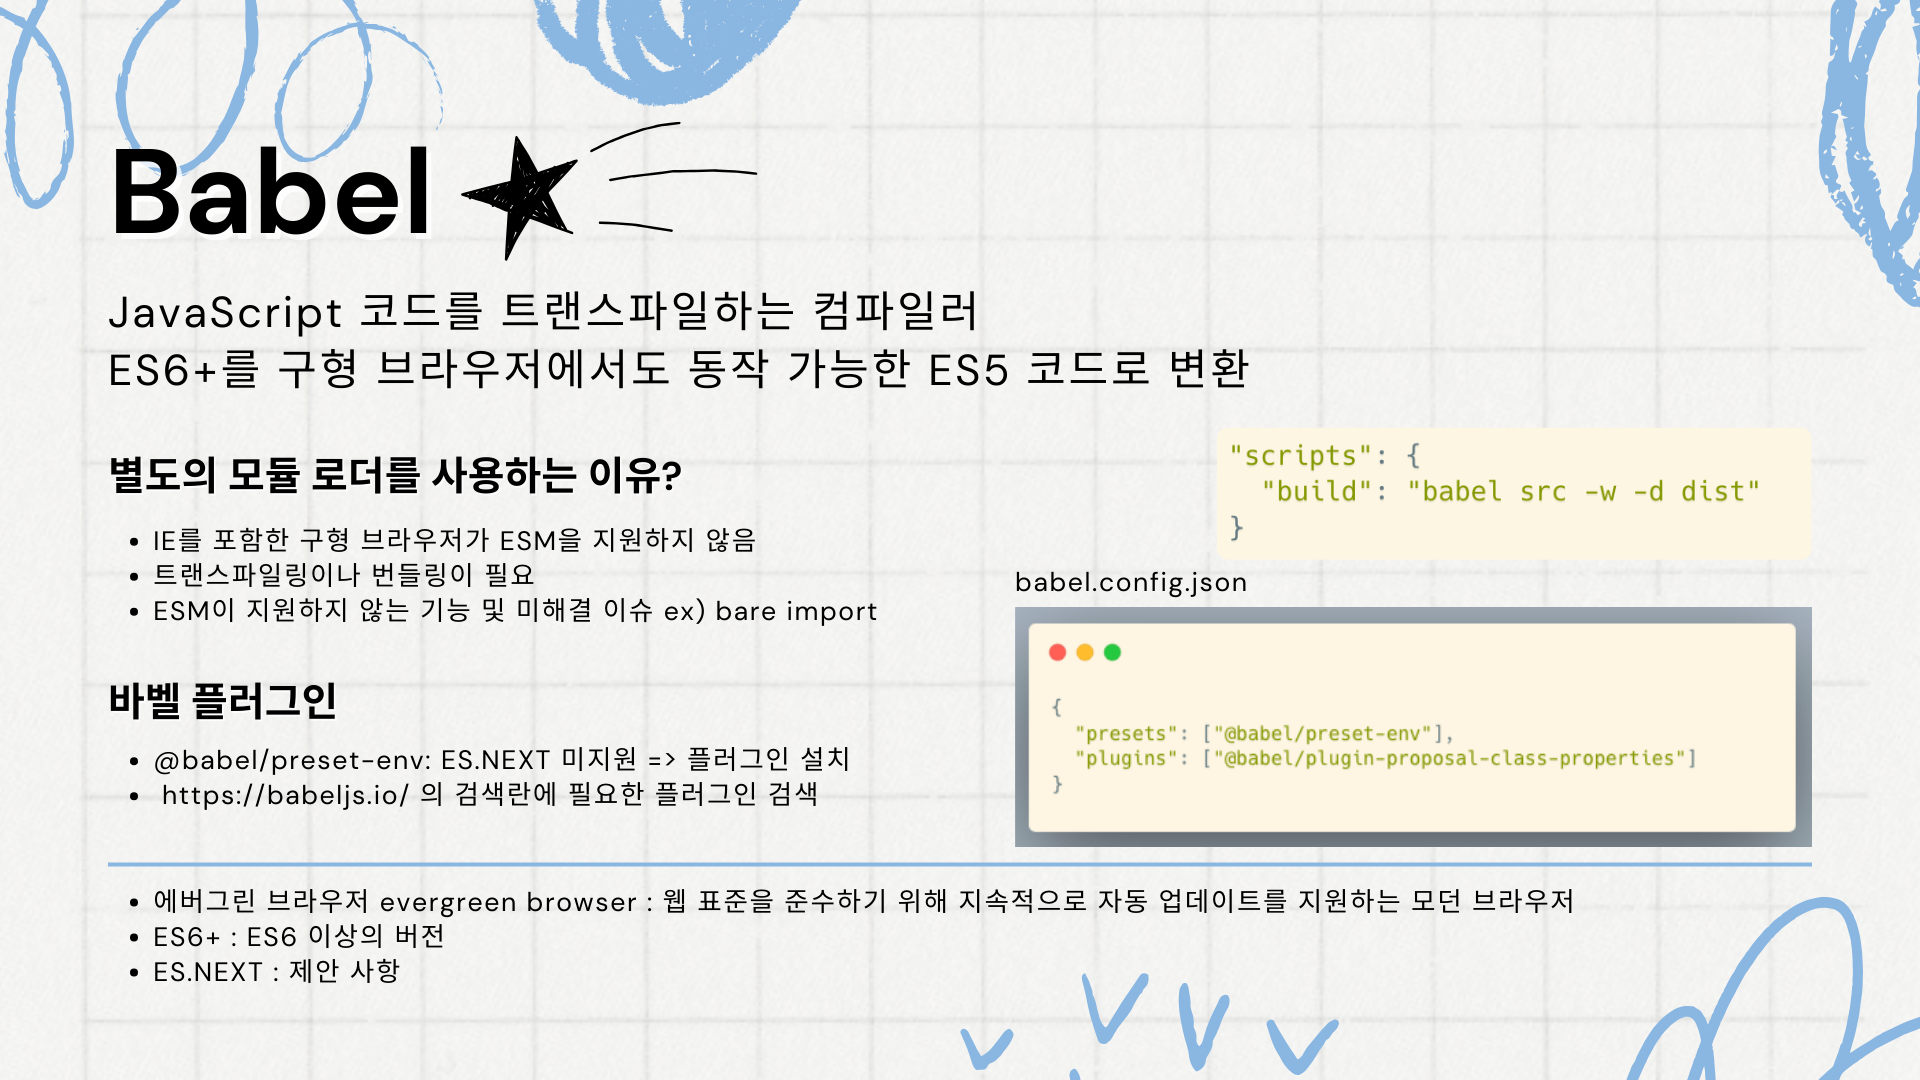 Babel
JavaScript 코드를 트랜스파일하는 컴파일러
ES6+를 구형 브라우저에서도 동작 가능한 ES5 코드로 변환
별도의 모듈 로더를 사용하는 이유?
• IE를 포함한 구형 브라우저가 ESM을 지원하지 않음
• 트랜스파일링이나 번들링이 필요
• ESM이 지원하지 않는 기능 및 미해결 이슈 ex) bare import
바벨 플러그인
• @babel/preset-env: ES.NEXT 미지원 => 플러그인 설치
• https://babeljs.io/ 의 검색란에 필요한 플러그인 검색
"scripts": {
  "build": "babel src -w -d dist"
}
babel.config.json
{
  "presets": ["@babel/preset-env"],
  "plugins": ["@babel/plugin-proposal-class-properties"]
}
• 에버그린 브라우저 evergreen browser : 웹 표준을 준수하기 위해 지속적으로 자동 업데이트를 지원하는 모던 브라우저
• ES6+ : ES6 이상의 버전
• ES.NEXT : 제안 사항